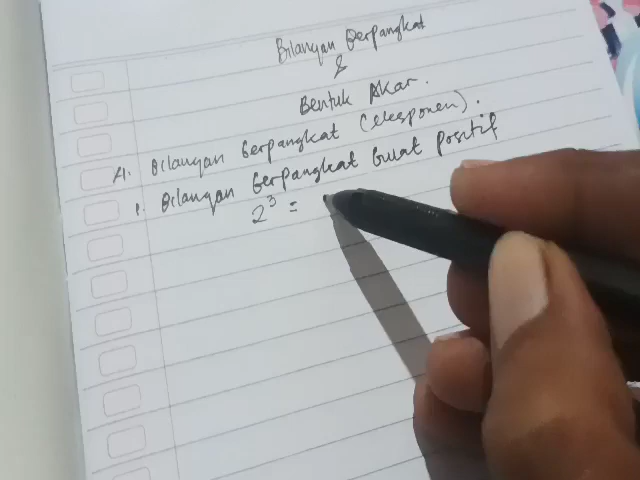 Bilangan Berpangkat
&
Bentuk Akar.
A. Bilangan Berpangkat (eksponen).
1. Bilangan Berpangkat Bulat positif
2³ =